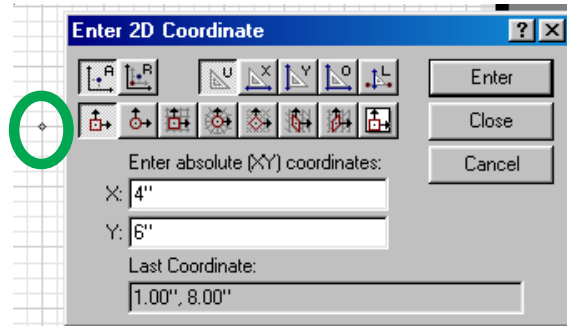 Enter 2D Coordinate
A R U X Y O L
Enter
Close
Cancel
Enter absolute (XY) coordinates:
X: 4"
Y: 6"
Last Coordinate:
1.00", 8.00"